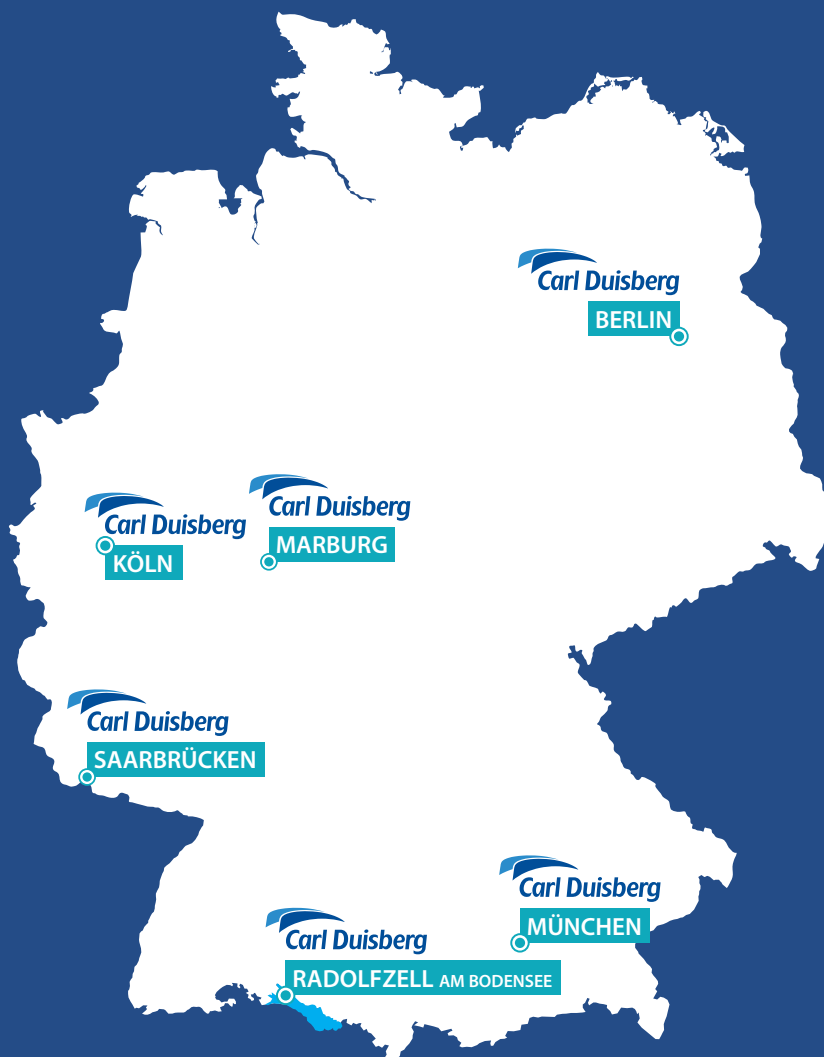 Carl Duisberg
BERLIN
Carl Duisberg
MARBURG
Carl Duisberg
KÖLN
Carl Duisberg
SAARBRÜCKEN
Carl Duisberg
MÜNCHEN
Carl Duisberg
RADOLFZELL AM BODENSEE